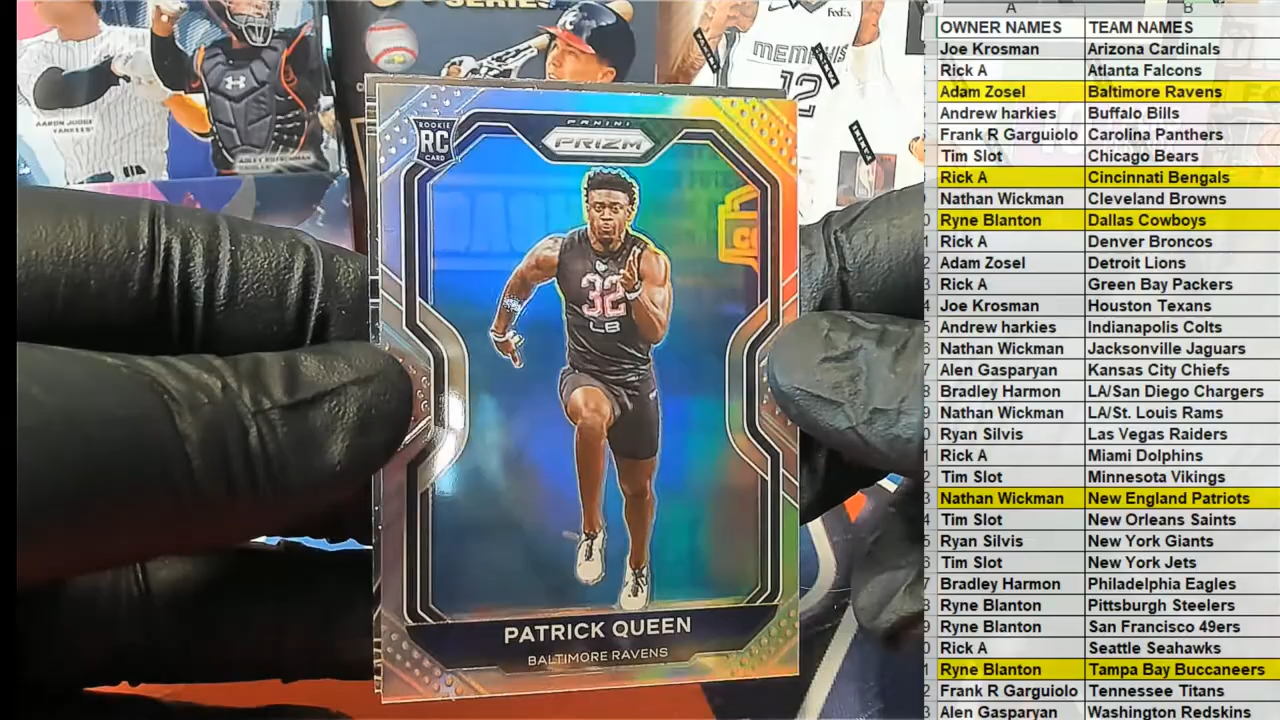 SERIES
FedEx
MEMPHIS
12
AARON JUDGE
YANKEES
ROOKIE
RC
CARD
PANINI
PRIZM
32
LB
PATRICK QUEEN
BALTIMORE RAVENS
A B
OWNER NAMES TEAM NAMES
Joe Krosman Arizona Cardinals
Rick A Atlanta Falcons
Adam Zosel Baltimore Ravens
Andrew harkies Buffalo Bills
Frank R Garguiolo Carolina Panthers
Tim Slot Chicago Bears
Rick A Cincinnati Bengals
Nathan Wickman Cleveland Browns
Ryne Blanton Dallas Cowboys
Rick A Denver Broncos
Adam Zosel Detroit Lions
Rick A Green Bay Packers
Joe Krosman Houston Texans
Andrew harkies Indianapolis Colts
Nathan Wickman Jacksonville Jaguars
Alen Gasparyan Kansas City Chiefs
Bradley Harmon LA/San Diego Chargers
Nathan Wickman LA/St. Louis Rams
Ryan Silvis Las Vegas Raiders
Rick A Miami Dolphins
Tim Slot Minnesota Vikings
Nathan Wickman New England Patriots
Tim Slot New Orleans Saints
Ryan Silvis New York Giants
Tim Slot New York Jets
Bradley Harmon Philadelphia Eagles
Ryne Blanton Pittsburgh Steelers
Ryne Blanton San Francisco 49ers
Rick A Seattle Seahawks
Ryne Blanton Tampa Bay Buccaneers
Frank R Garguiolo Tennessee Titans
Alen Gasparyan Washington Redskins